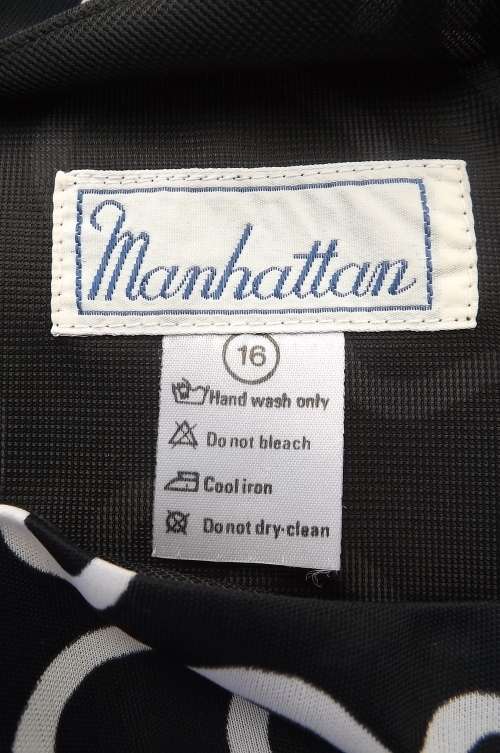 Manhattan
16
Hand wash only
Do not bleach
Cool iron
Do not dry-clean